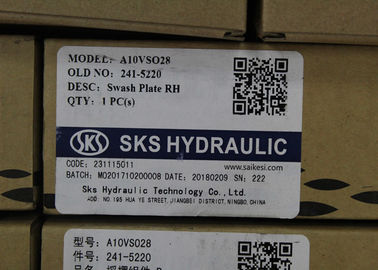 MODEL: A10VSO28
OLD NO: 241-5220
DESC: Swash Plate RH
QTY: 1 PC(s)
SKS SKS HYDRAULIC
www.saikesi.com
CODE: 231115011
BATCH: MO201710200008 DATE: 20180209 SN: 222
Sks Hydraulic Technology Co., Ltd.
ADD: NO.195 HUA YE STREET, JIANGBEI DISTRICT, NINGBO, CHINA
型号: A10VSO28
件号: 241-5220